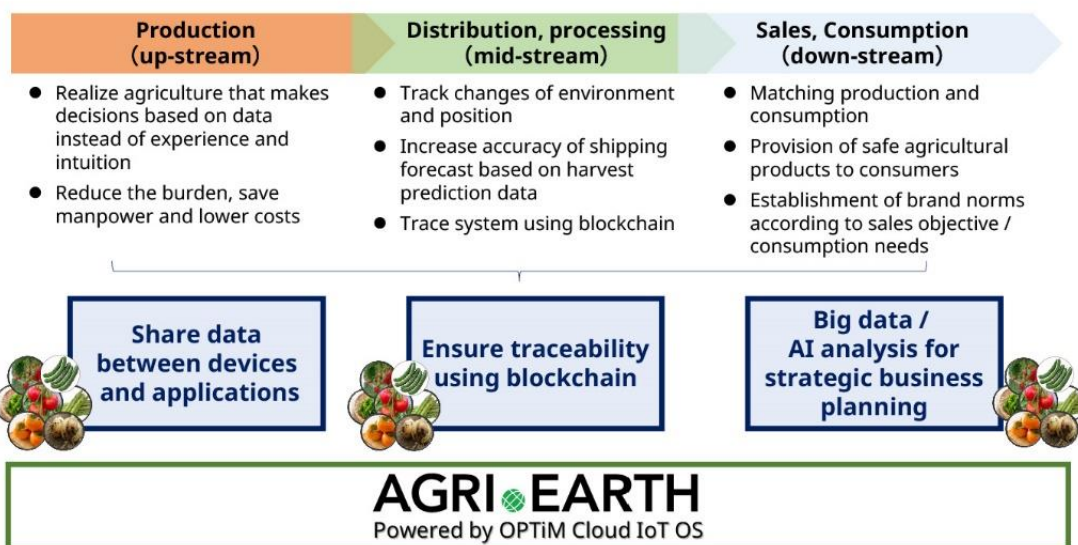 Production
（up-stream）
Distribution, processing
（mid-stream）
Sales, Consumption
（down-stream）
● Realize agriculture that makes
decisions based on data
instead of experience and
intuition
● Reduce the burden, save
manpower and lower costs
● Track changes of environment
and position
● Increase accuracy of shipping
forecast based on harvest
prediction data
● Trace system using blockchain
● Matching production and
consumption
● Provision of safe agricultural
products to consumers
● Establishment of brand norms
according to sales objective /
consumption needs
Share data
between devices
and applications
Ensure traceability
using blockchain
Big data /
AI analysis for
strategic business
planning
AGRI EARTH
Powered by OPTiM Cloud IoT OS